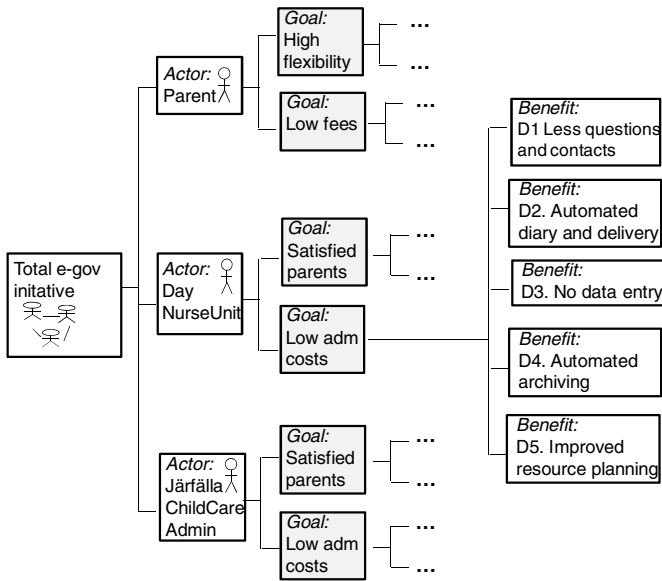 Total e-gov
initative
Actor:
Parent
Goal:
High
flexibility
...
...
Goal:
Low fees
...
...
Actor:
Day
NurseUnit
Goal:
Satisfied
parents
...
...
Goal:
Low adm
costs
Benefit:
D1 Less questions
and contacts
Benefit:
D2. Automated
diary and delivery
Benefit:
D3. No data entry
Benefit:
D4. Automated
archiving
Benefit:
D5. Improved
resource planning
Actor:
Järfälla
ChildCare
Admin
Goal:
Satisfied
parents
...
...
Goal:
Low adm
costs
...
...